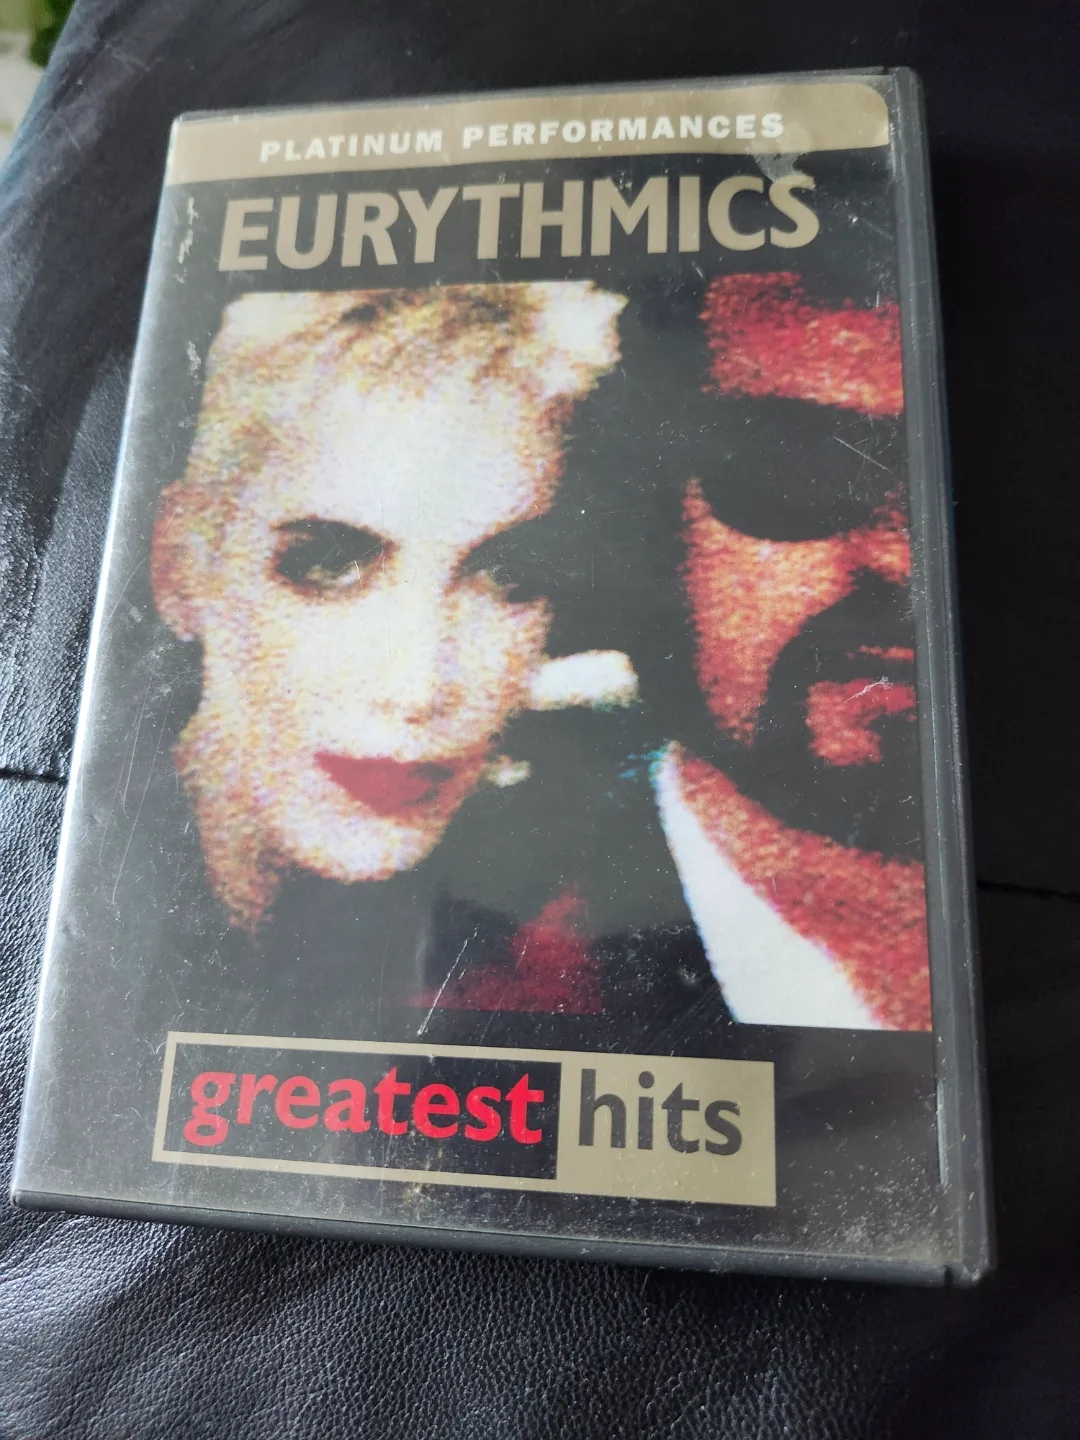 PLATINUM PERFORMANCES
EURYTHMICS
greatest hits